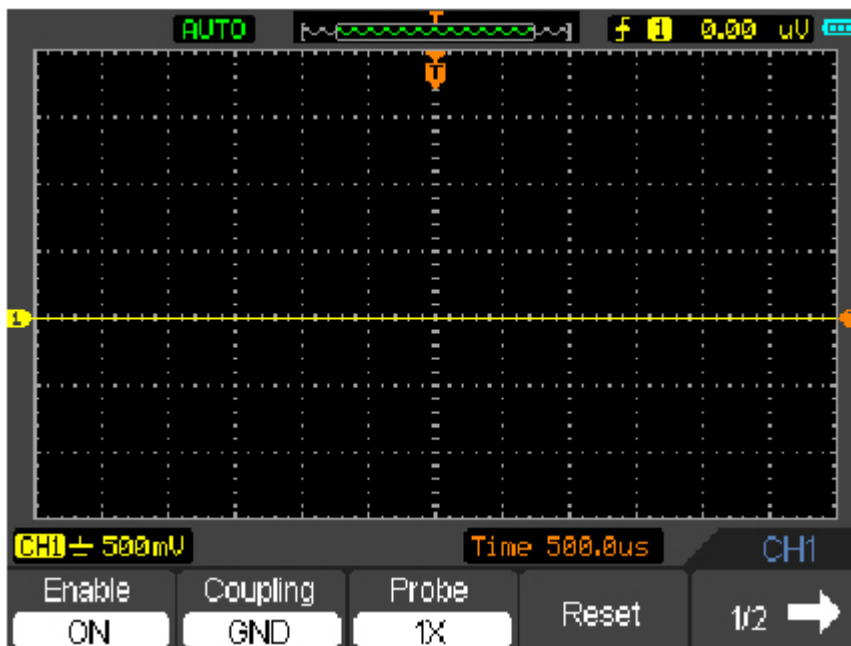 AUTO T 1 0.00 uV
T
1
CH1 500mV Time 500.0us CH1
Enable Coupling Probe Reset 1/2
ON GND 1X